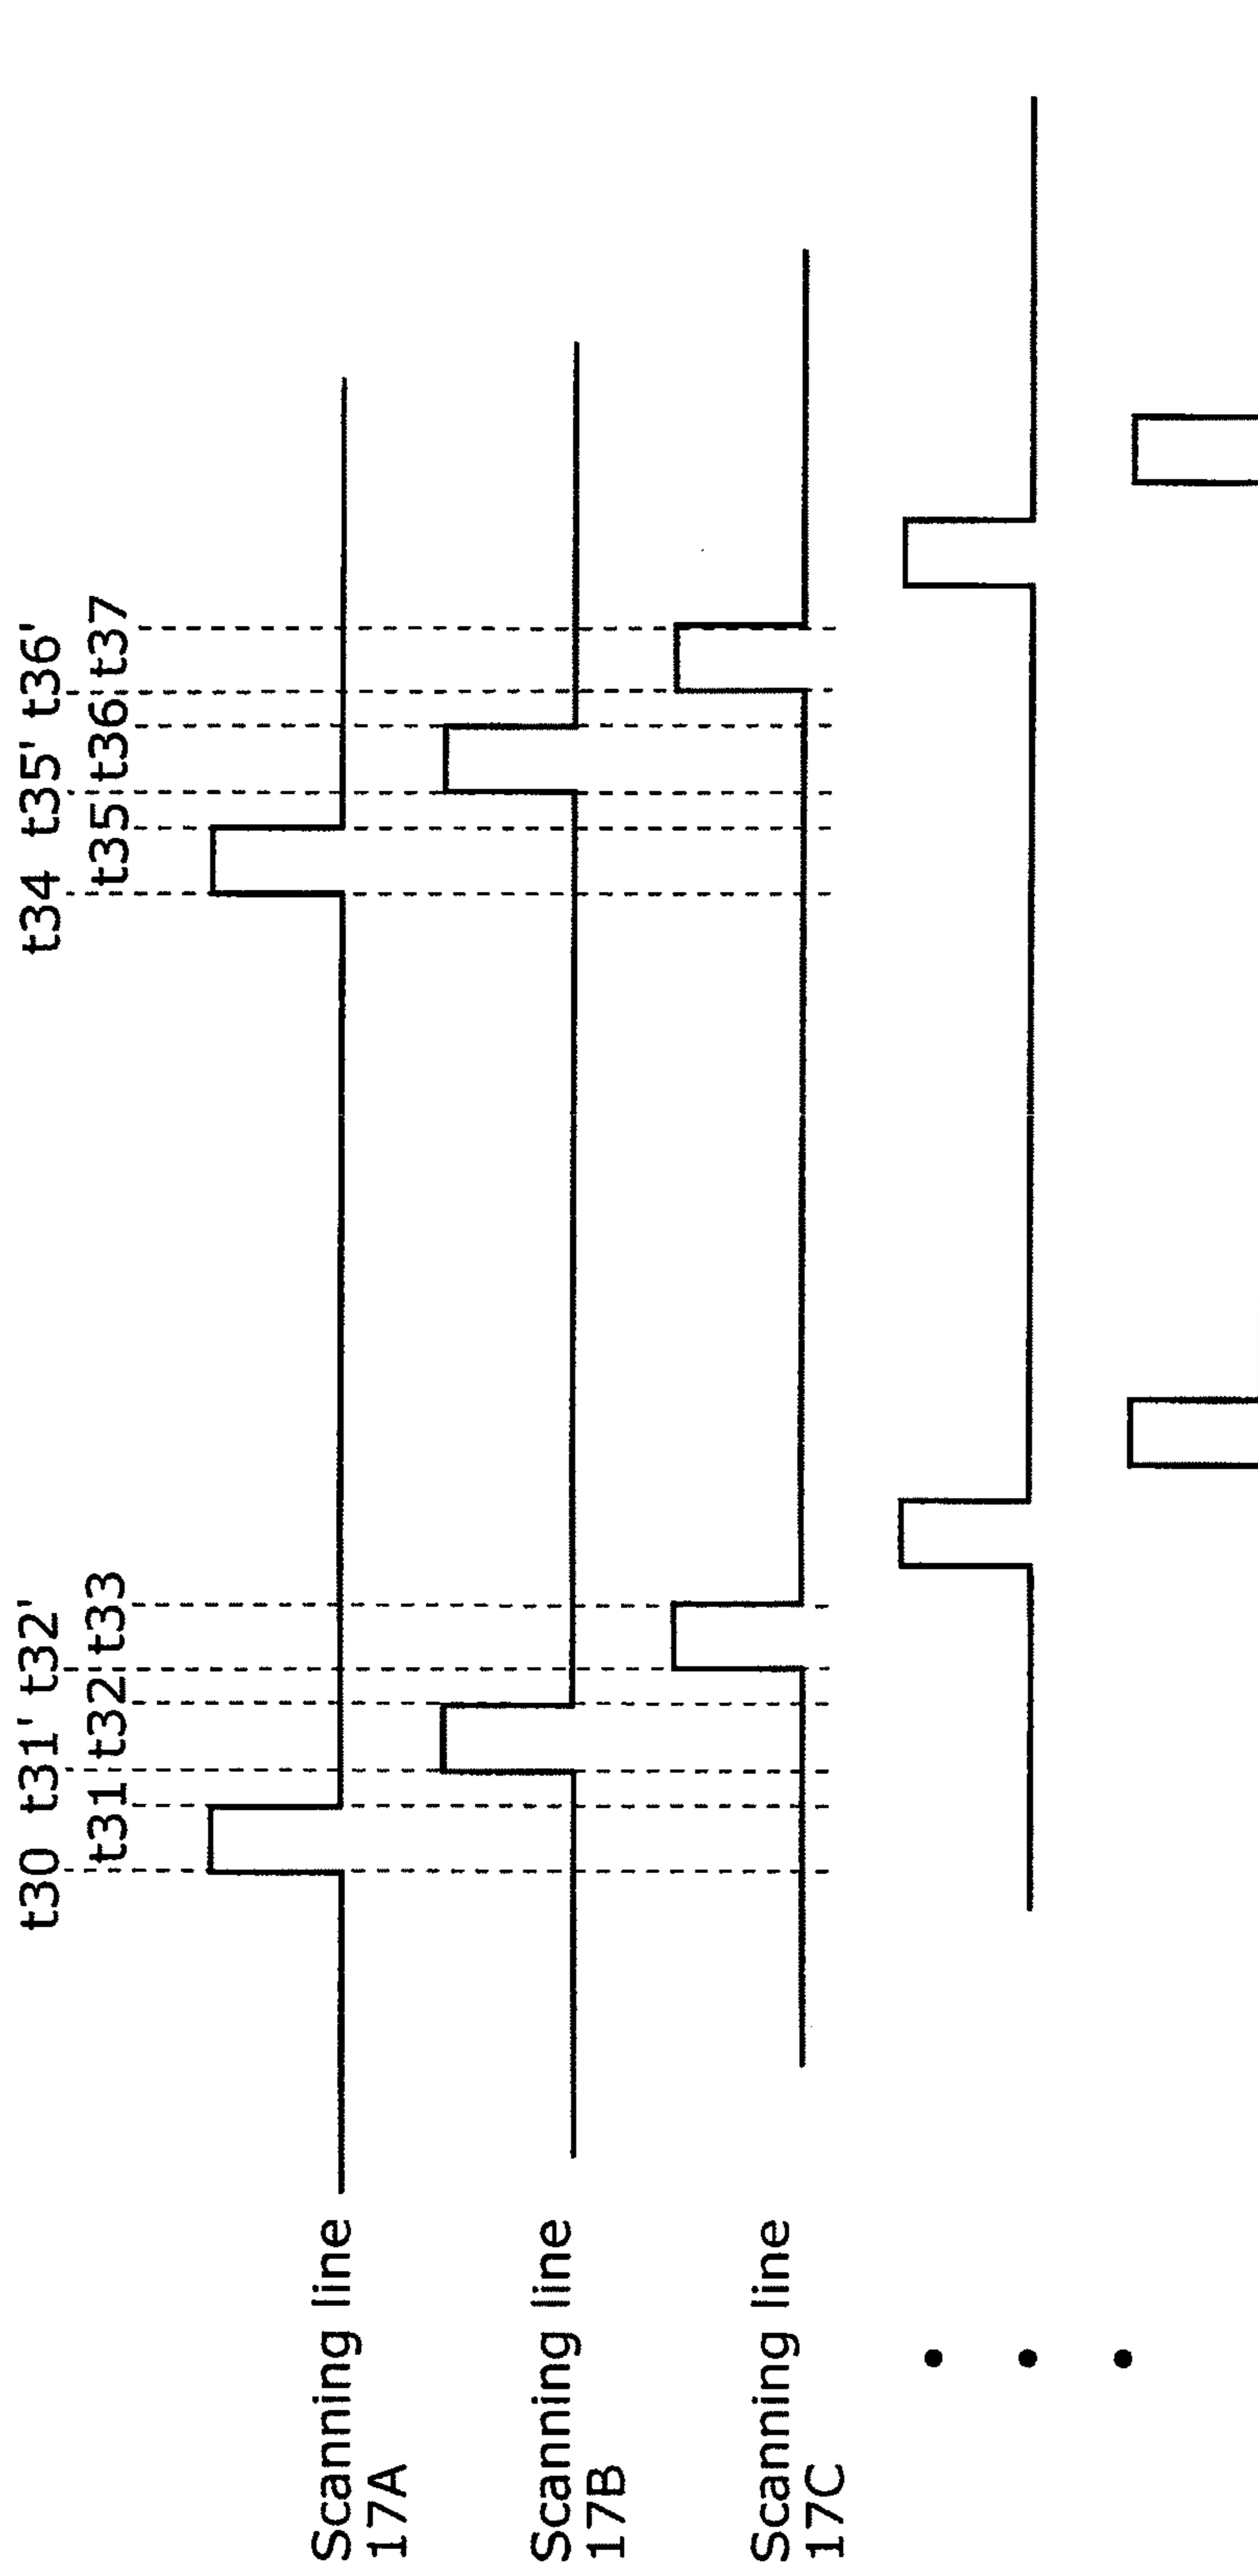 t30 t31' t32' t34 t35' t36'
t31 t32 t33 t35 t36 t37
Scanning line
17A
Scanning line
17B
Scanning line
17C